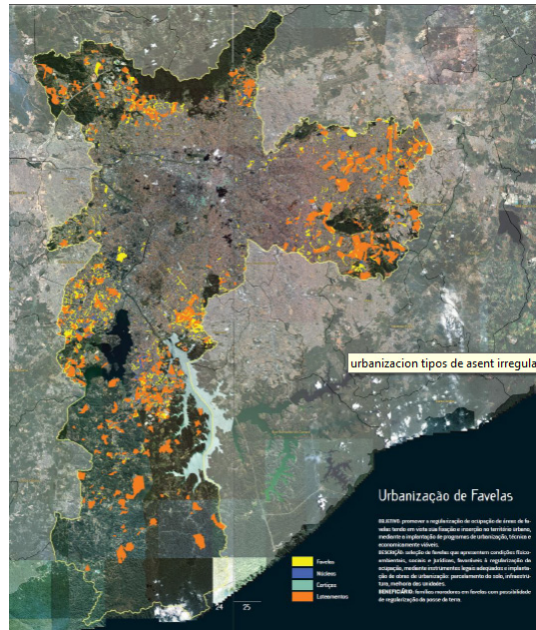 urbanizacion tipos de asent irregula
Urbanização de Favelas
OBJETIVO: promover a regularização de ocupação de áreas de fa-
velas tendo em vista sua fixação e inserção no território urbano,
mediante a implantação de programas de urbanização, técnica e
economicamente viáveis.
DESCRIÇÃO: seleção de favelas que apresentam condições físico-
ambientais, sociais e jurídicas, favoráveis à regularização da
ocupação, mediante instrumentos legais adequados e implanta-
ção de obras de urbanização: parcelamento do solo, infraestru-
tura, melhoria das unidades.
BENEFICIÁRIO: famílias moradoras em favelas com possibilidade
de regularização da posse da terra.
Favelas
Núcleos
Cortiços
Loteamentos
24 25